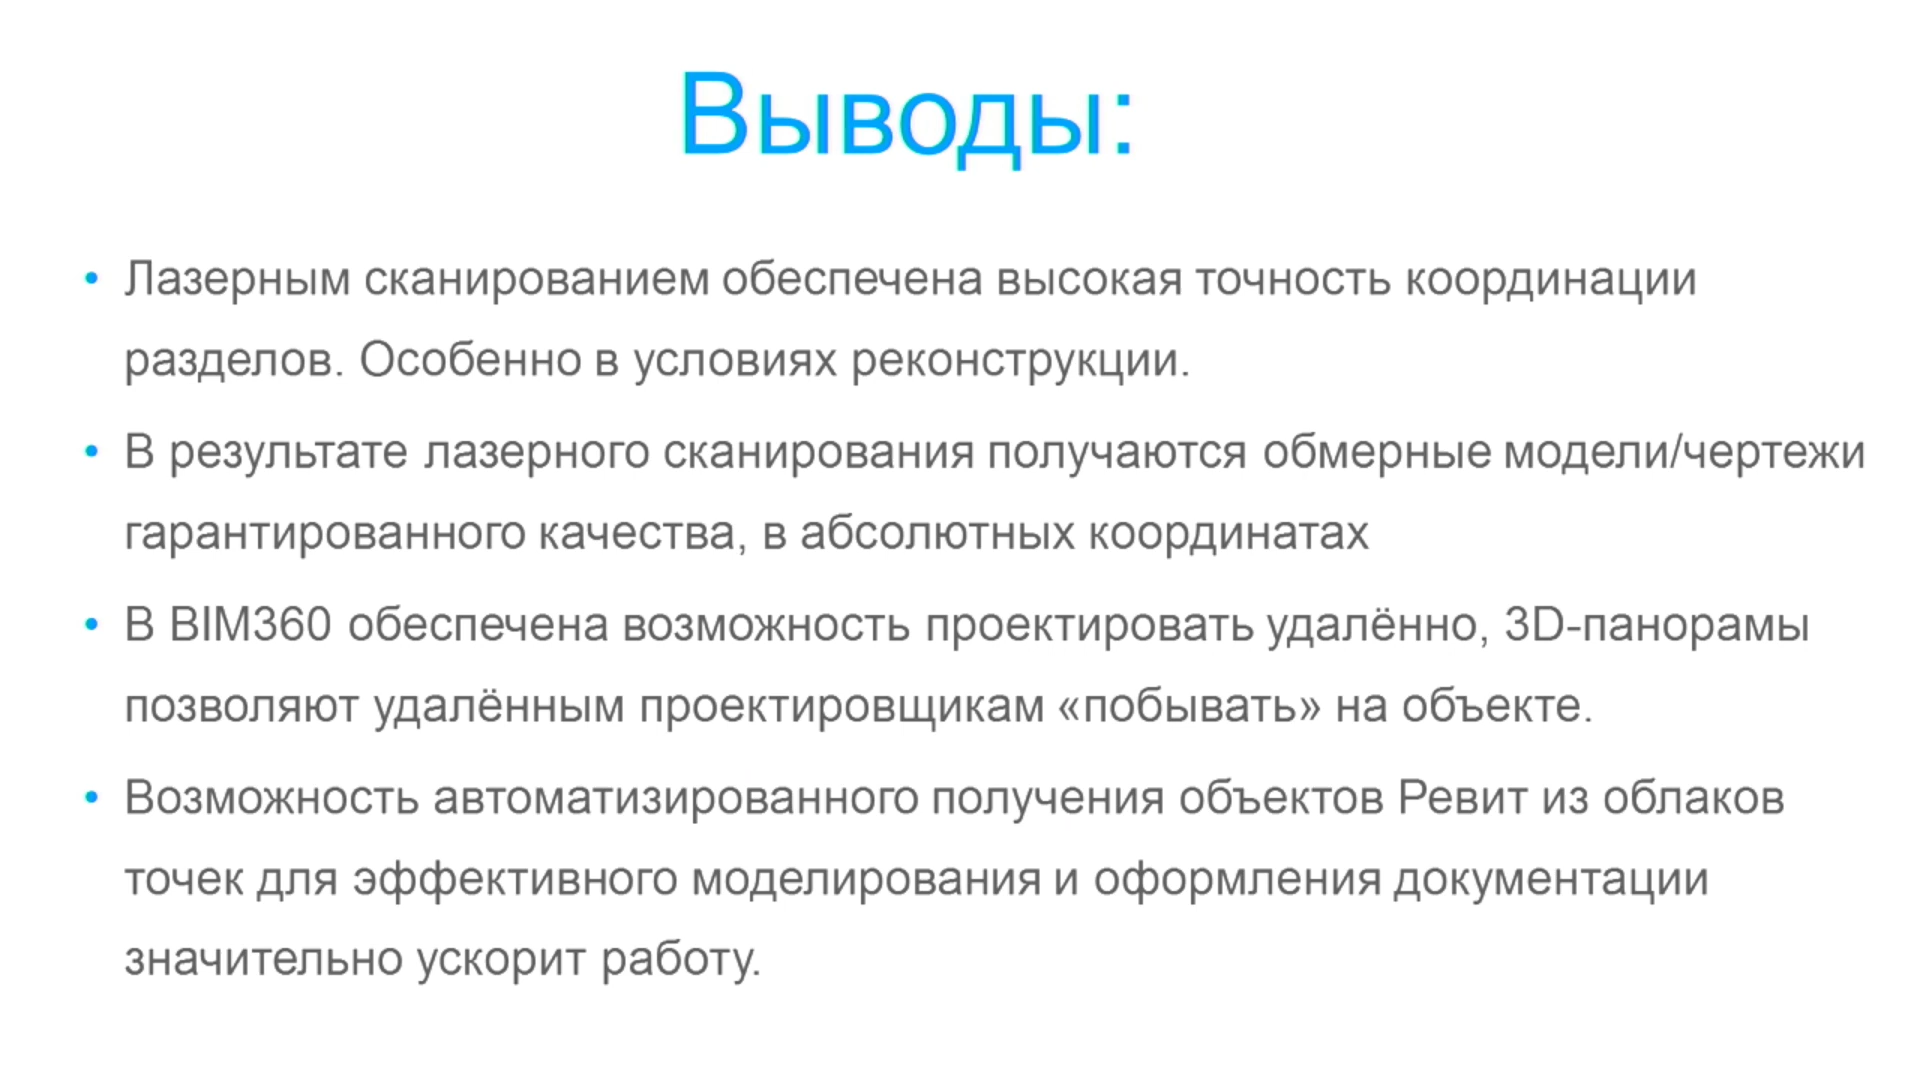 Выводы:
• Лазерным сканированием обеспечена высокая точность координации
разделов. Особенно в условиях реконструкции.
• В результате лазерного сканирования получаются обмерные модели/чертежи
гарантированного качества, в абсолютных координатах
• В BIM360 обеспечена возможность проектировать удалённо, 3D-панорамы
позволяют удалённым проектировщикам «побывать» на объекте.
• Возможность автоматизированного получения объектов Ревит из облаков
точек для эффективного моделирования и оформления документации
значительно ускорит работу.